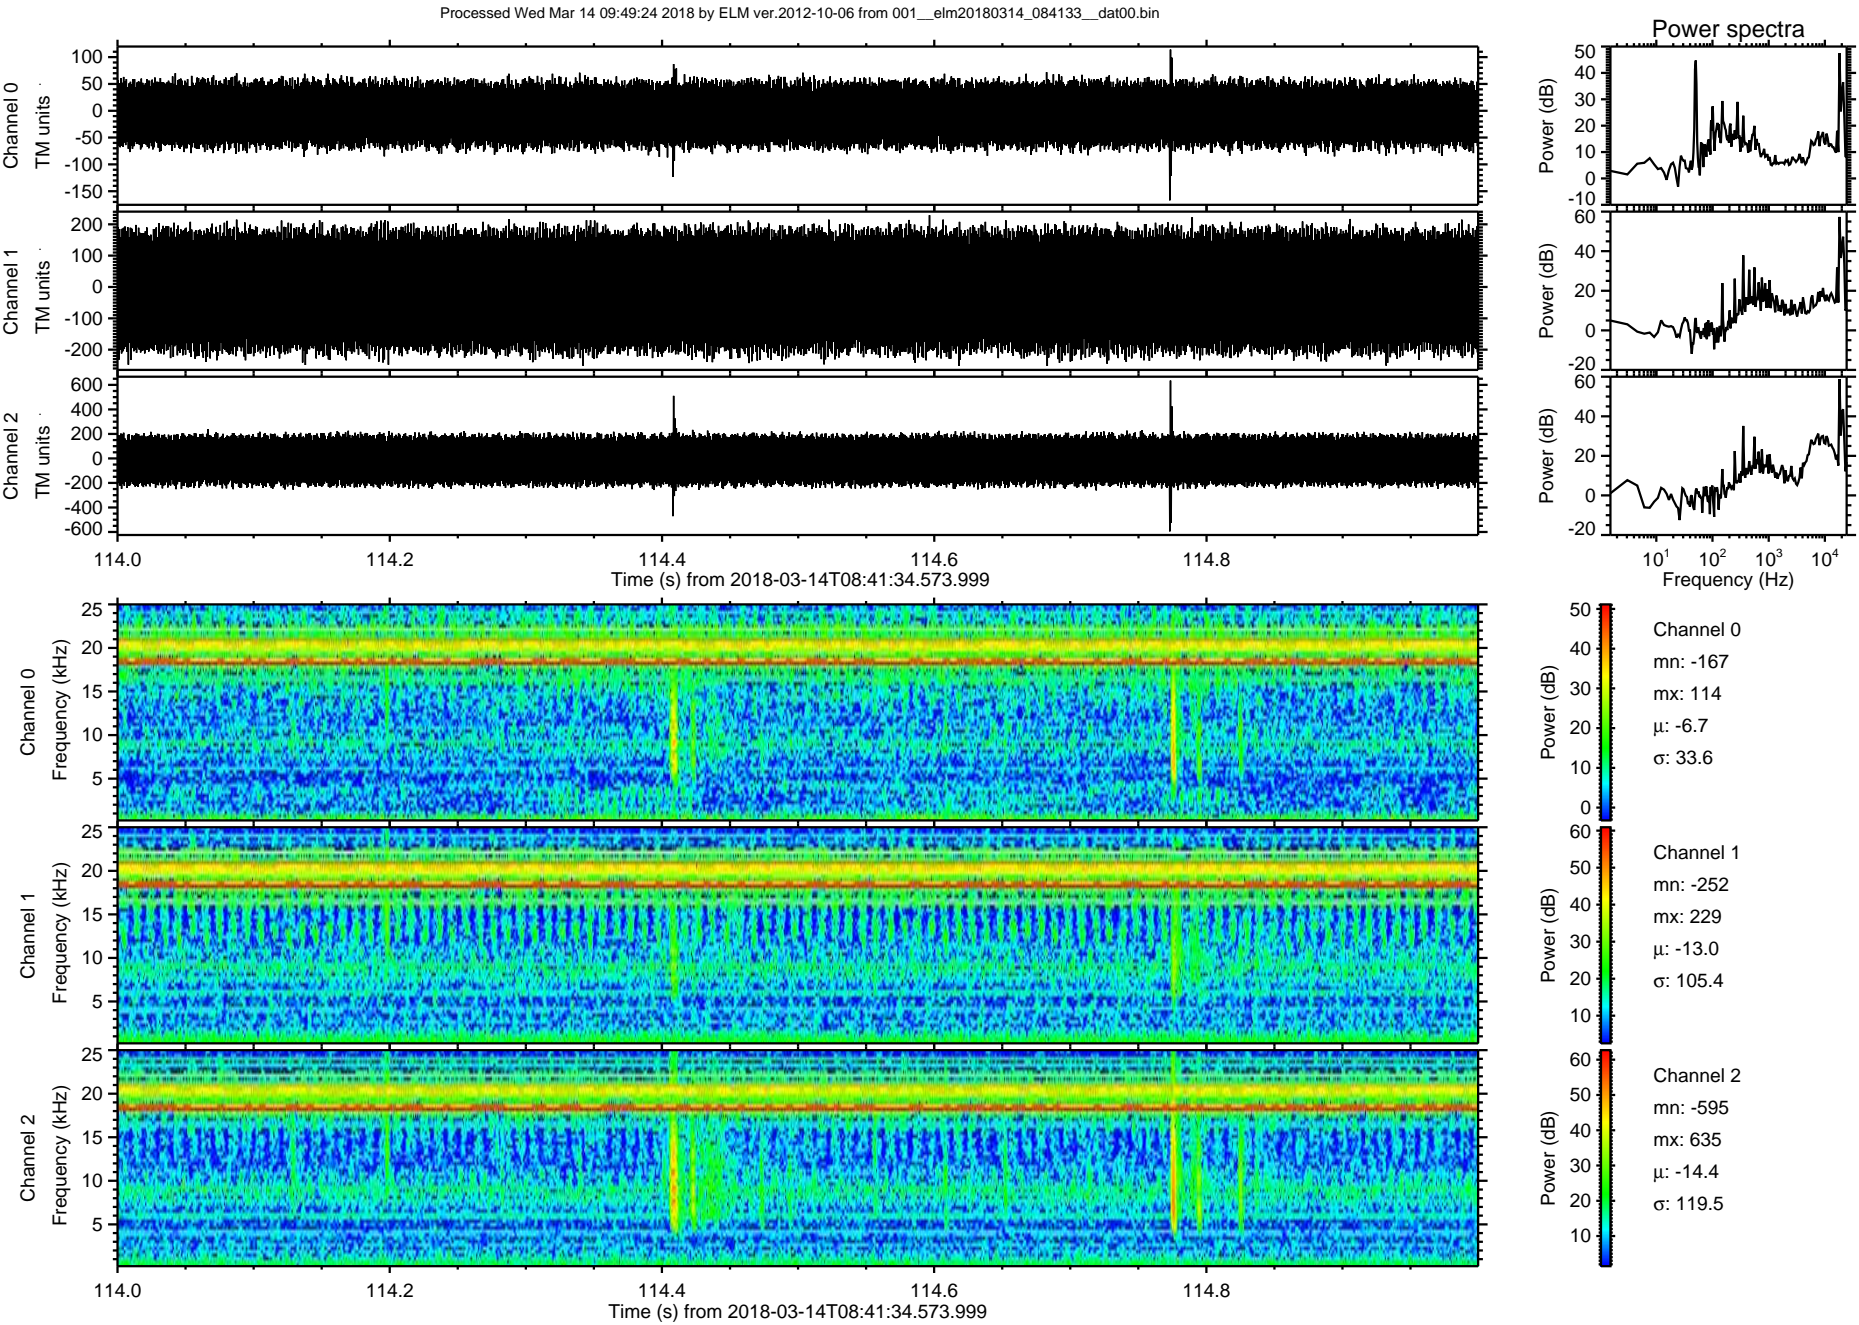 Processed Wed Mar 14 09:49:24 2018 by ELM ver.2012-10-06 from 001__elm20180314_084133__dat00.bin
Power spectra
Channel 0
TM units
100
50
0
-50
-100
-150
Power (dB)
50
40
30
20
10
0
-10
Channel 1
TM units
200
100
0
-100
-200
Power (dB)
60
40
20
0
-20
Channel 2
TM units
600
400
200
0
-200
-400
-600
Power (dB)
60
40
20
0
-20
114.0 114.2 114.4 114.6 114.8
Time (s) from 2018-03-14T08:41:34.573.999
10¹ 10² 10³ 10⁴
Frequency (Hz)
Channel 0
Frequency (kHz)
25
20
15
10
5
Power (dB)
50
40
30
20
10
0
Channel 0
mn: -167
mx: 114
μ: -6.7
σ: 33.6
Channel 1
Frequency (kHz)
25
20
15
10
5
Power (dB)
60
50
40
30
20
10
Channel 1
mn: -252
mx: 229
μ: -13.0
σ: 105.4
Channel 2
Frequency (kHz)
25
20
15
10
5
Power (dB)
60
50
40
30
20
10
Channel 2
mn: -595
mx: 635
μ: -14.4
σ: 119.5
114.0 114.2 114.4 114.6 114.8
Time (s) from 2018-03-14T08:41:34.573.999